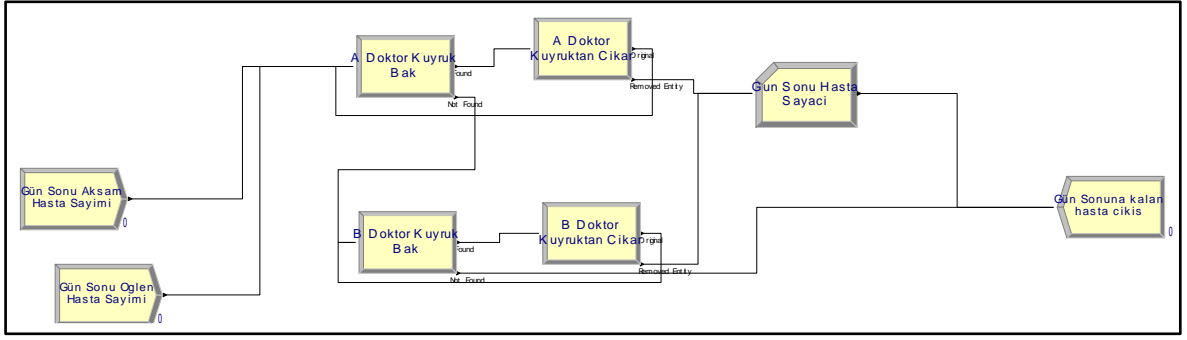 A Doktor Kuyruk
Bak
Found
Not Found
A Doktor
Kuyruktan Cikar
Original
Removed Entity
Gun Sonu Hasta
Sayaci
Gün Sonu Aksam
Hasta Sayimi
0
Gün Sonuna kalan
hasta cikis
0
B Doktor Kuyruk
Bak
Found
Not Found
B Doktor
Kuyruktan Cikar
Original
Removed Entity
Gün Sonu Oglen
Hasta Sayimi
0